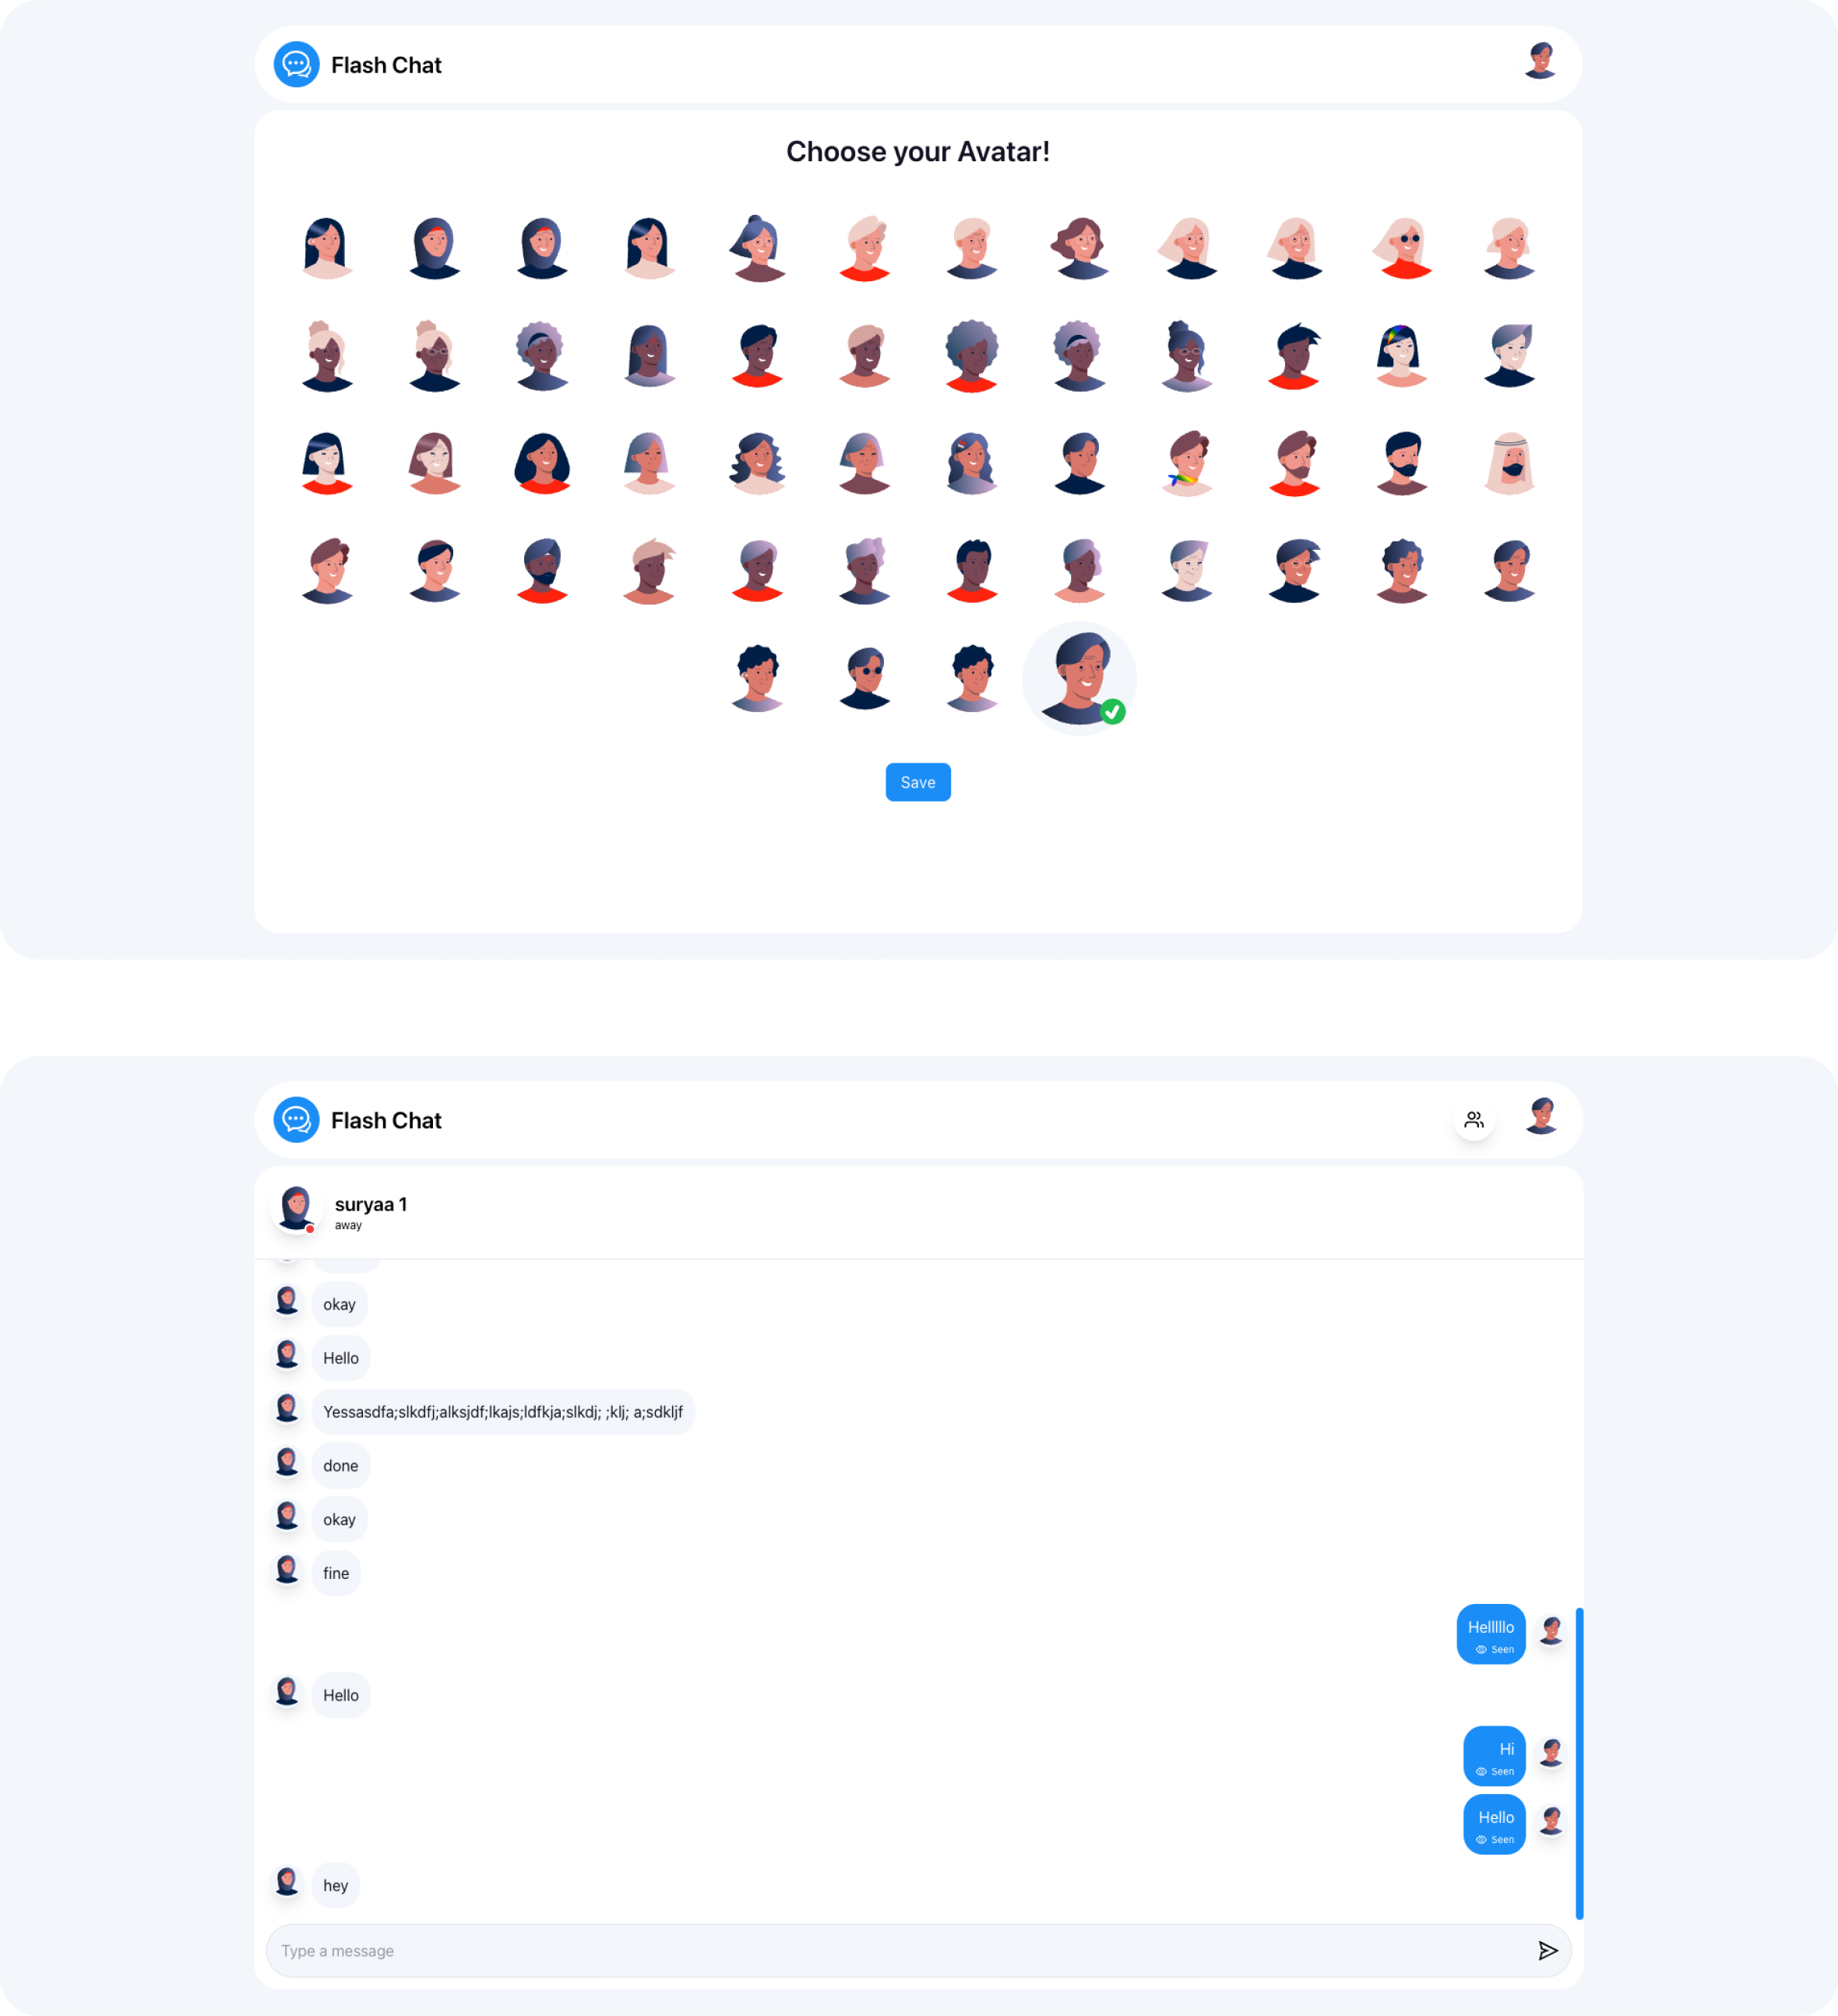 Flash Chat
Choose your Avatar!
Save
Flash Chat
suryaa 1
away
okay
Hello
Yessasdfa;slkdfj;alksjdf;lkajs;ldfkja;slkdj; ;klj; a;sdkljf
done
okay
fine
Helllllo
Seen
Hello
Hi
Seen
Hello
Seen
hey
Type a message